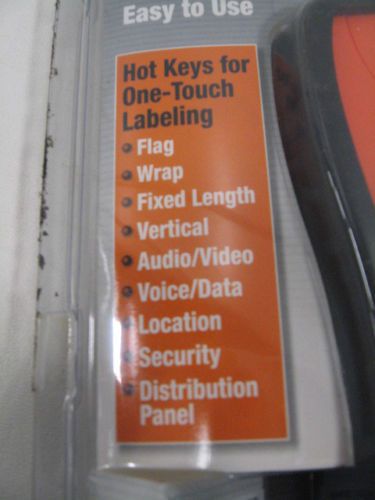 Easy to Use
Hot Keys for
One-Touch
Labeling
• Flag
• Wrap
• Fixed Length
• Vertical
• Audio/Video
• Voice/Data
• Location
• Security
• Distribution
Panel